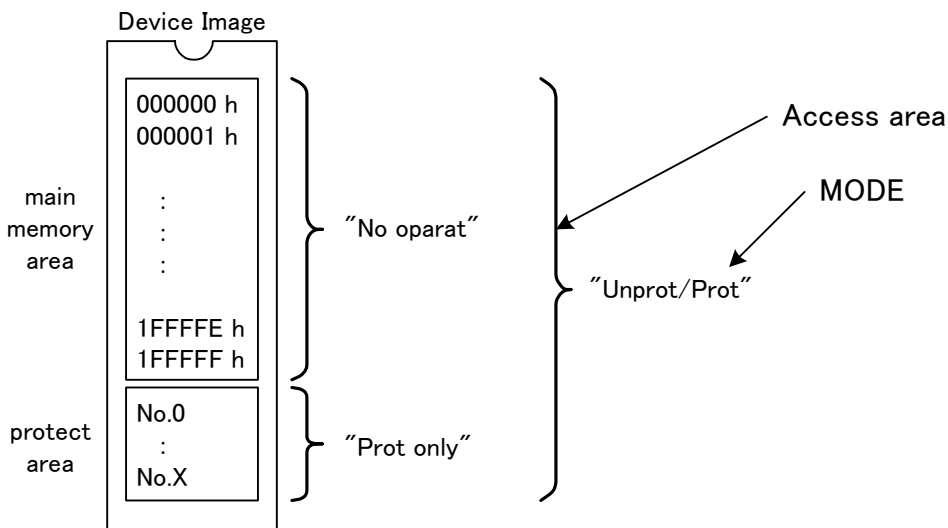 Device Image
000000 h
000001 h
:
:
:
1FFFFE h
1FFFFF h
main
memory
area
"No oparat"
Access area
MODE
"Unprot/Prot"
No.0
:
No.X
protect
area
"Prot only"